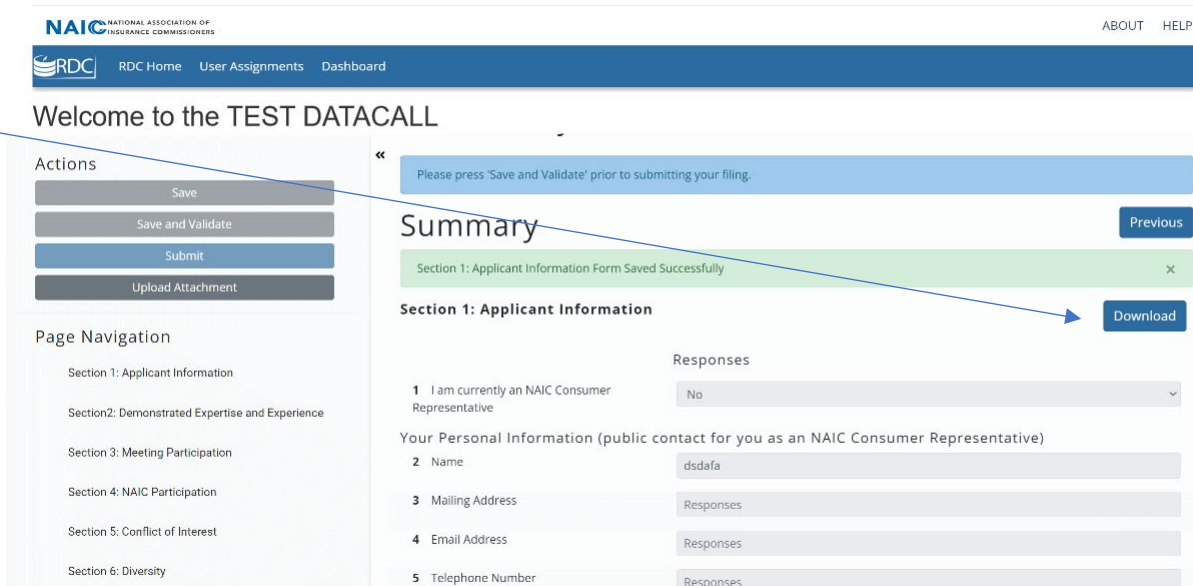 NAIC NATIONAL ASSOCIATION OF
INSURANCE COMMISSIONERS
ABOUT HELP
RDC RDC Home User Assignments Dashboard
Welcome to the TEST DATACALL
Actions
«
Save
Save and Validate
Submit
Upload Attachment
Page Navigation
Section 1: Applicant Information
Section2: Demonstrated Expertise and Experience
Section 3: Meeting Participation
Section 4: NAIC Participation
Section 5: Conflict of Interest
Section 6: Diversity
Please press 'Save and Validate' prior to submitting your filing.
Summary
Previous
Section 1: Applicant Information Form Saved Successfully ×
Section 1: Applicant Information
Download
Responses
1 I am currently an NAIC Consumer
Representative
No
Your Personal Information (public contact for you as an NAIC Consumer Representative)
2 Name dsdafa
3 Mailing Address Responses
4 Email Address Responses
5 Telephone Number Responses